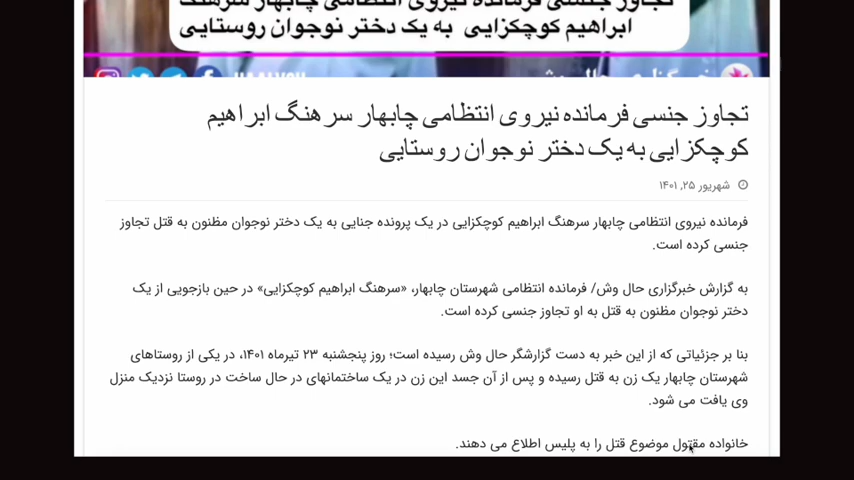 تجاوز جنسی فرمانده نیروی انتظامی چابهار سرهنگ
ابراهیم کوچکزایی به یک دختر نوجوان روستایی
تجاوز جنسی فرمانده نیروی انتظامی چابهار سرهنگ ابراهیم
کوچکزایی به یک دختر نوجوان روستایی
شهریور ۲۵, ۱۴۰۱
فرمانده نیروی انتظامی چابهار سرهنگ ابراهیم کوچکزایی در یک پرونده جنایی به یک دختر نوجوان مظنون به قتل تجاوز
جنسی کرده است.
به گزارش خبرگزاری حال وش/ فرمانده انتظامی شهرستان چابهار، «سرهنگ ابراهیم کوچکزایی» در حین بازجویی از یک
دختر نوجوان مظنون به قتل به او تجاوز جنسی کرده است.
بنا بر جزئیاتی که از این خبر به دست گزارشگر حال وش رسیده است؛ روز پنجشنبه ۲۳ تیرماه ۱۴۰۱، در یکی از روستاهای
شهرستان چابهار یک زن به قتل رسیده و پس از آن جسد این زن در یک ساختمانهای در حال ساخت در روستا نزدیک منزل
وی یافت می شود.
خانواده مقتول موضوع قتل را به پلیس اطلاع می دهند.